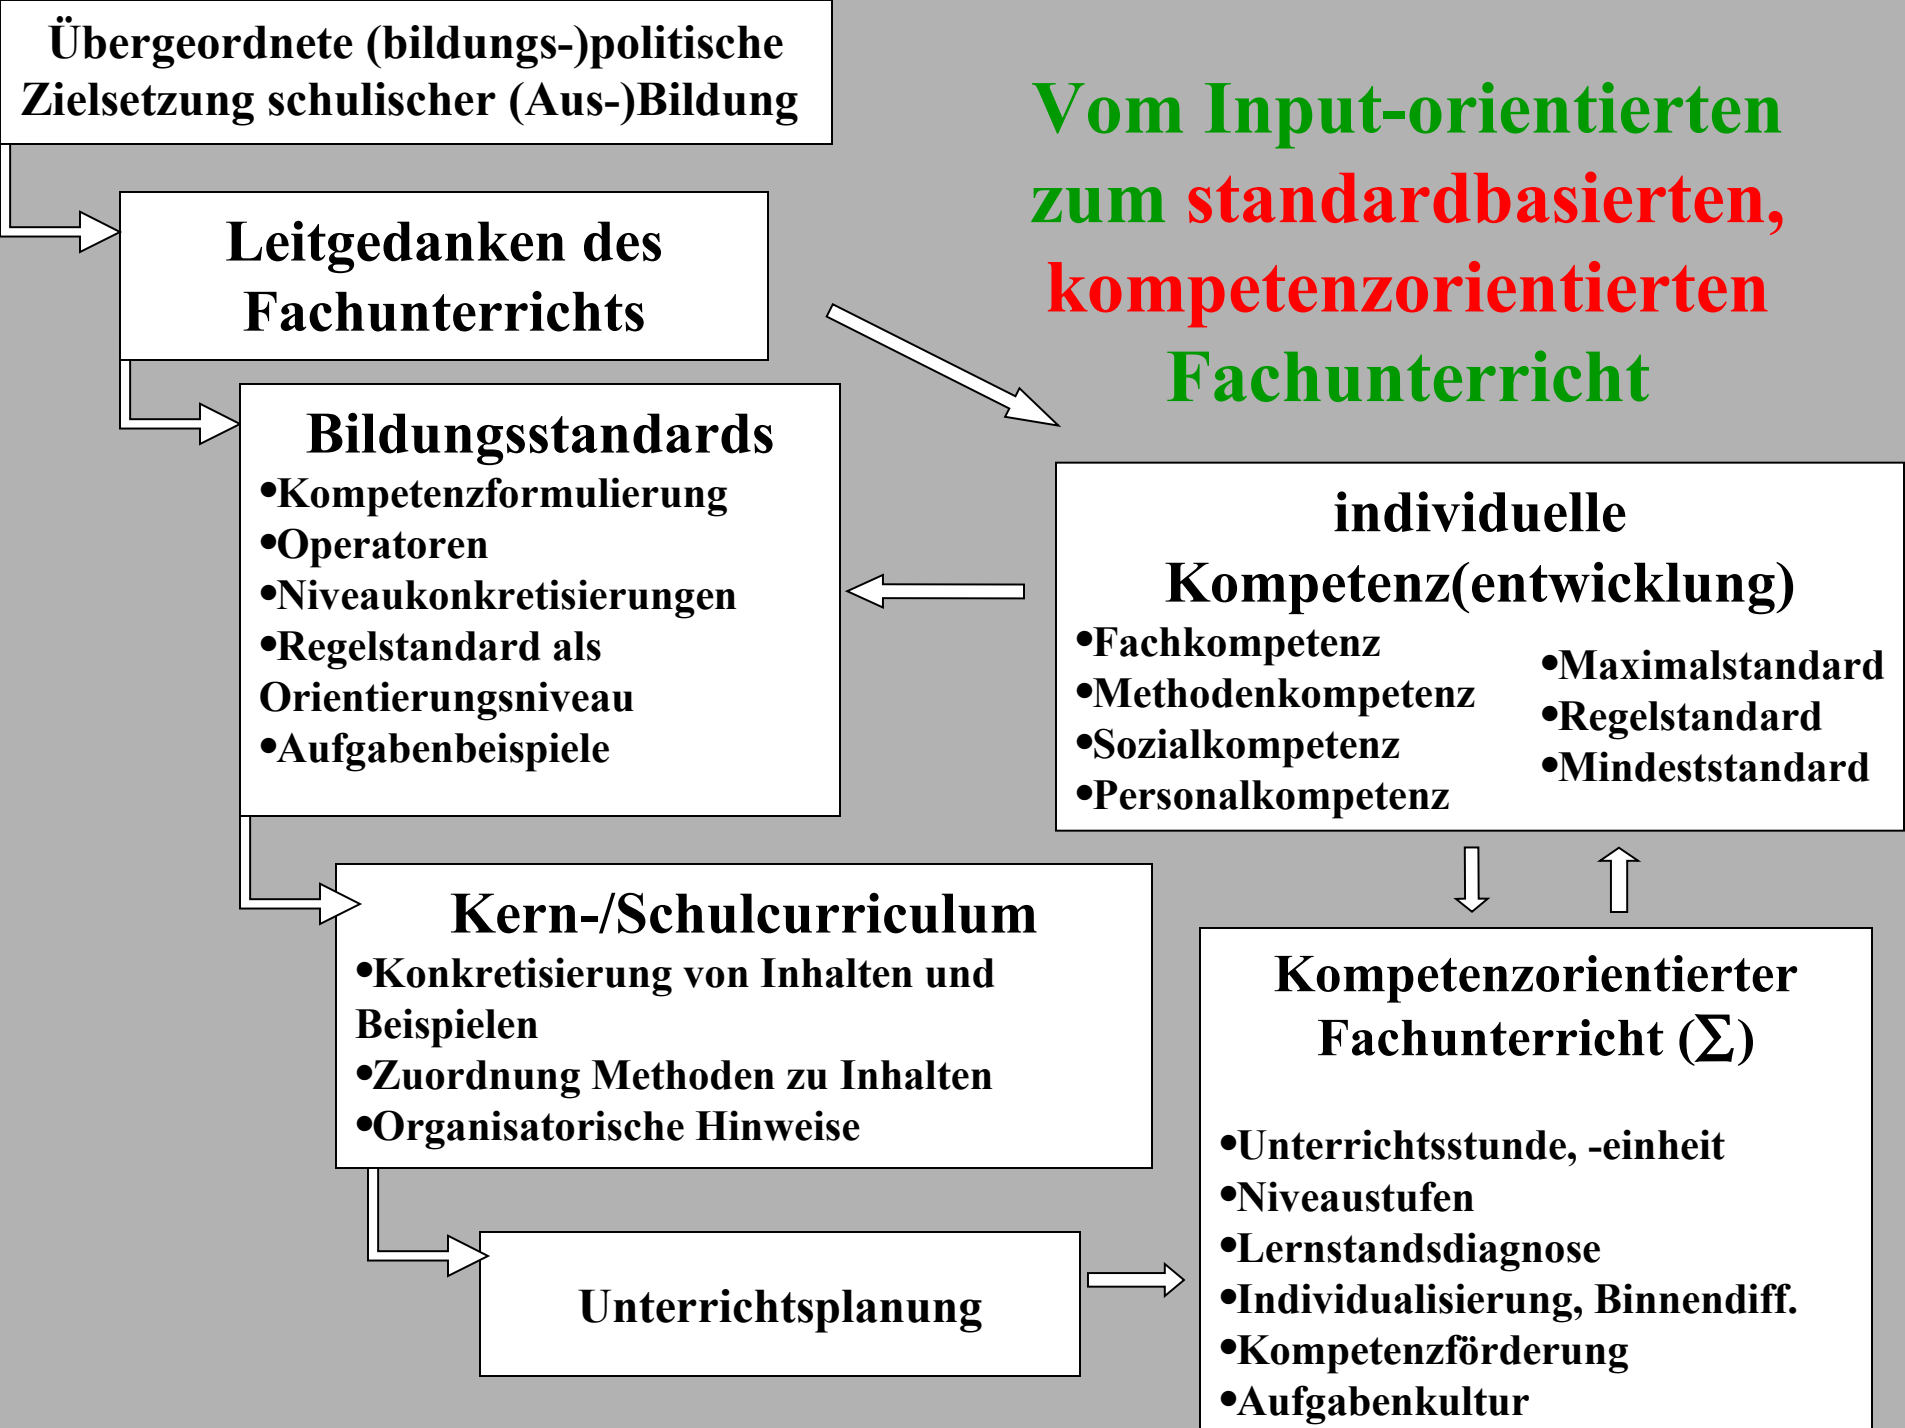 Übergeordnete (bildungs-)politische
Zielsetzung schulischer (Aus-)Bildung
Vom Input-orientierten
zum standardbasierten,
kompetenzorientierten
Fachunterricht
Leitgedanken des
Fachunterrichts
Bildungsstandards
•Kompetenzformulierung
•Operatoren
•Niveaukonkretisierungen
•Regelstandard als
Orientierungsniveau
•Aufgabenbeispiele
individuelle
Kompetenz(entwicklung)
•Fachkompetenz
•Methodenkompetenz
•Sozialkompetenz
•Personalkompetenz
•Maximalstandard
•Regelstandard
•Mindeststandard
Kern-/Schulcurriculum
•Konkretisierung von Inhalten und
Beispielen
•Zuordnung Methoden zu Inhalten
•Organisatorische Hinweise
Unterrichtsplanung
Kompetenzorientierter
Fachunterricht (∑)
•Unterrichtsstunde, -einheit
•Niveaustufen
•Lernstandsdiagnose
•Individualisierung, Binnendiff.
•Kompetenzförderung
•Aufgabenkultur